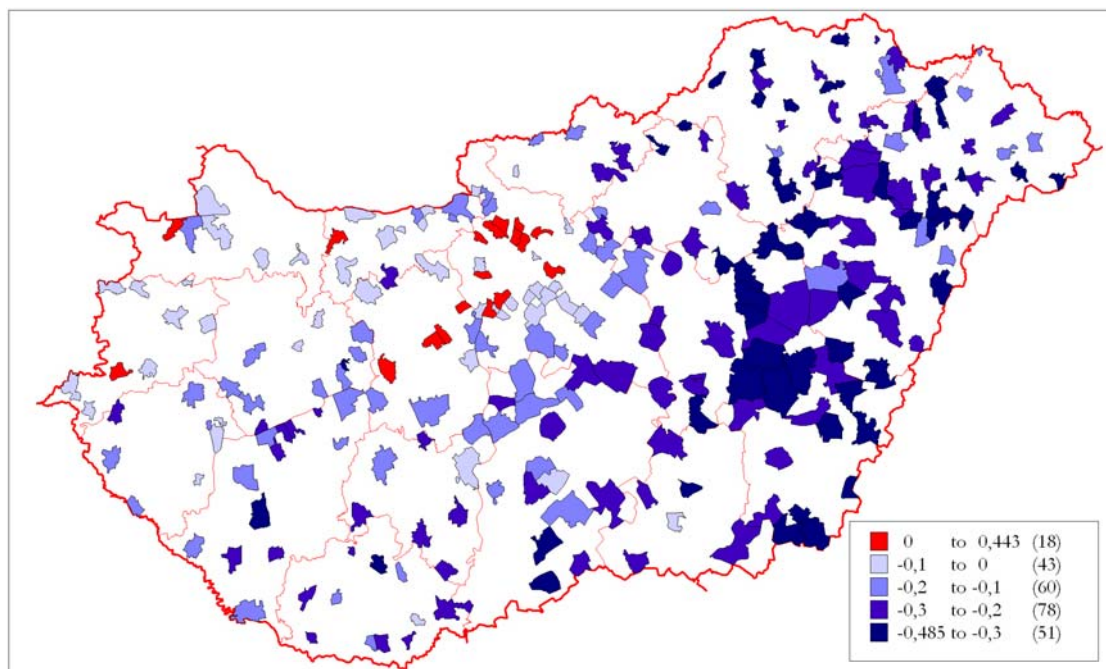 0 to 0,443 (18)
-0,1 to 0 (43)
-0,2 to -0,1 (60)
-0,3 to -0,2 (78)
-0,485 to -0,3 (51)